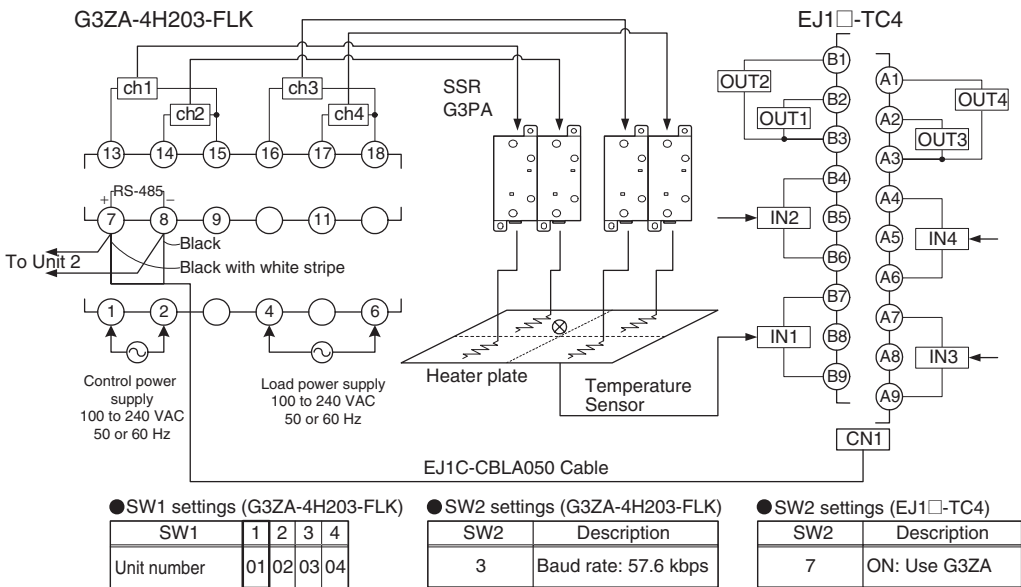 G3ZA-4H203-FLK
EJ1□-TC4
ch1
ch2
ch3
ch4
SSR
G3PA
13 14 15 16 17 18
RS-485
+ −
7 8 9 11
Black
Black with white stripe
To Unit 2
1 2 4 6
Control power
supply
100 to 240 VAC
50 or 60 Hz
Load power supply
100 to 240 VAC
50 or 60 Hz
Heater plate
Temperature
Sensor
OUT2
OUT1
B1
B2
B3
B4
IN2
B5
B6
B7
IN1
B8
B9
A1
OUT4
A2
OUT3
A3
A4
A5
IN4
A6
A7
A8
IN3
A9
CN1
EJ1C-CBLA050 Cable
●SW1 settings (G3ZA-4H203-FLK)
SW1 1 2 3 4
Unit number 01 02 03 04
●SW2 settings (G3ZA-4H203-FLK)
SW2 Description
3 Baud rate: 57.6 kbps
●SW2 settings (EJ1□-TC4)
SW2 Description
7 ON: Use G3ZA